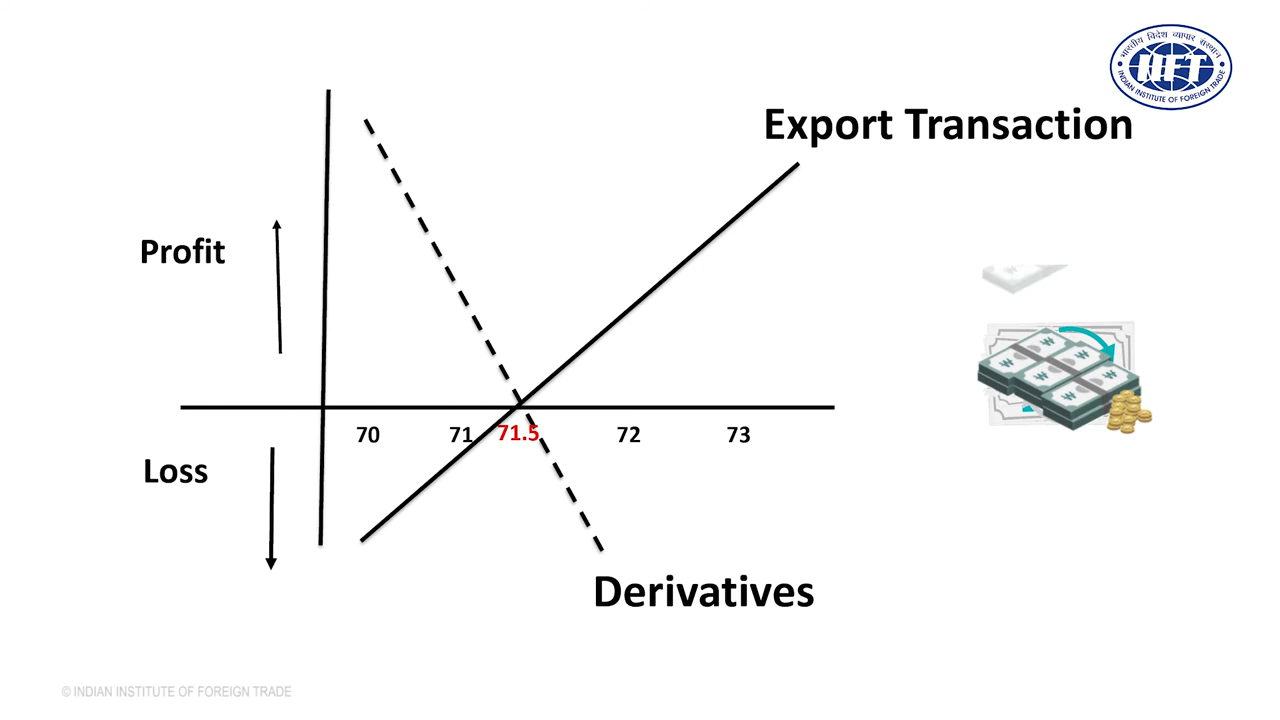 भारतीय विदेश व्यापार संस्थान
IIFT
INDIAN INSTITUTE OF FOREIGN TRADE
Export Transaction
Profit
70 71 71.5 72 73
Loss
Derivatives
© INDIAN INSTITUTE OF FOREIGN TRADE